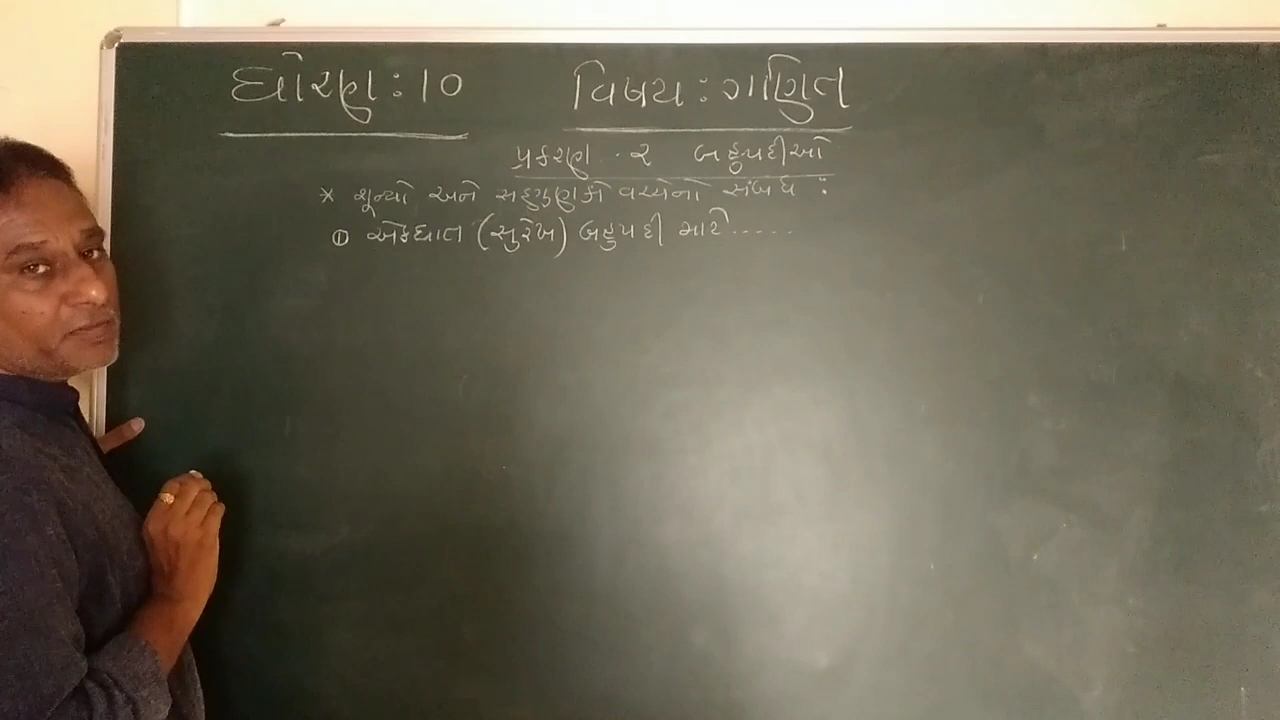 ધોરણ : 10 વિષય : ગણિત
પ્રકરણ . . ૨ બહુપદીઓ
* શૂન્યો અને સહગુણકો વચ્ચેનો સંબંધ :
① એકઘાત (સુરેખ) બહુપદી માટે.....